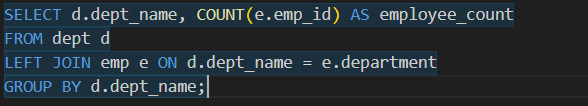 SELECT d.dept_name, COUNT(e.emp_id) AS employee_count
FROM dept d
LEFT JOIN emp e ON d.dept_name = e.department
GROUP BY d.dept_name;